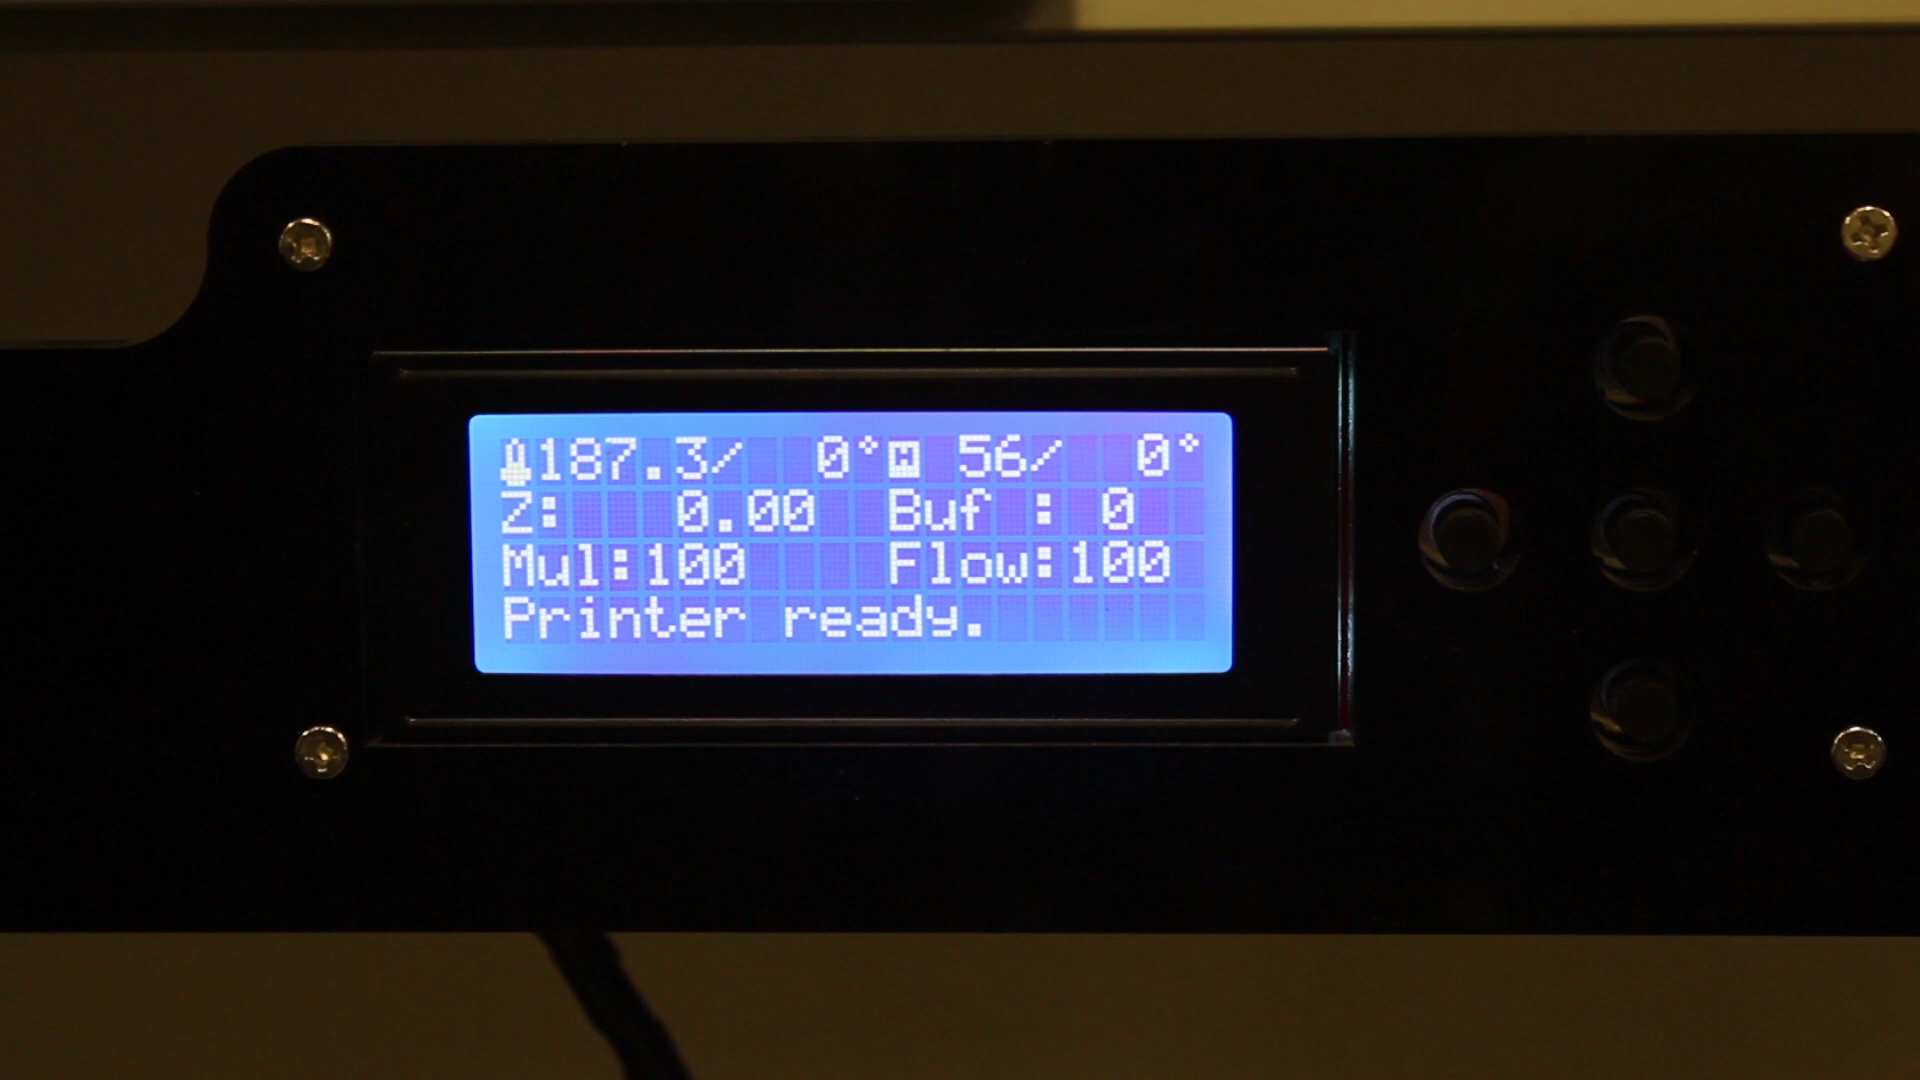 187.3/ 0° 56/ 0°
Z: 0.00 Buf : 0
Mul:100 Flow:100
Printer ready.